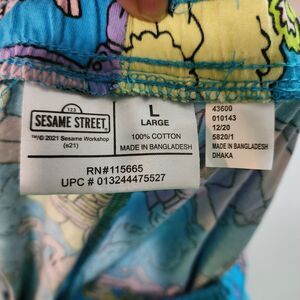 123
SESAME STREET
™/© 2021 Sesame Workshop
(s21)
L
LARGE
100% COTTON
MADE IN BANGLADESH
RN#115665
UPC # 013244475527
43600
010143
12/20
5820/1
MADE IN BANGLADESH
DHAKA